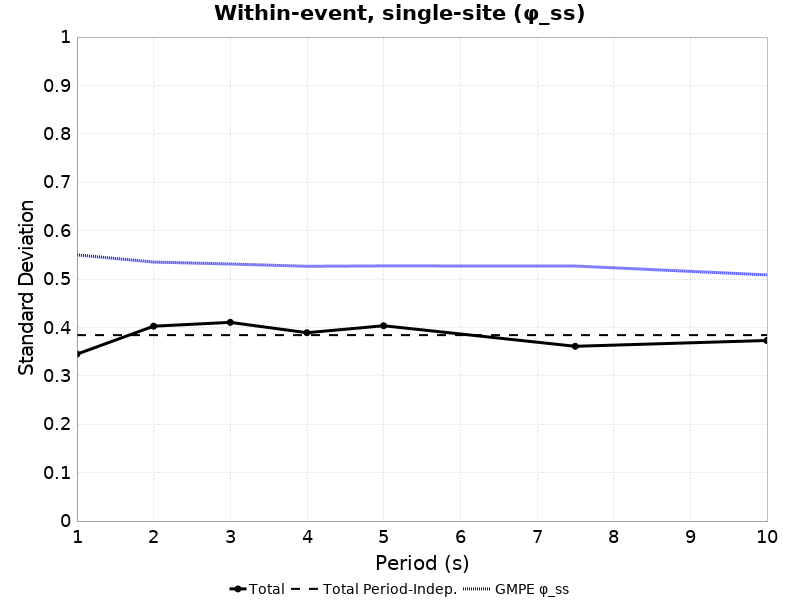 Within-event, single-site (φ_ss)
1
0.9
0.8
0.7
0.6
0.5
0.4
0.3
0.2
0.1
0
Standard Deviation
1 2 3 4 5 6 7 8 9 10
Period (s)
Total Total Period-Indep. GMPE φ_ss